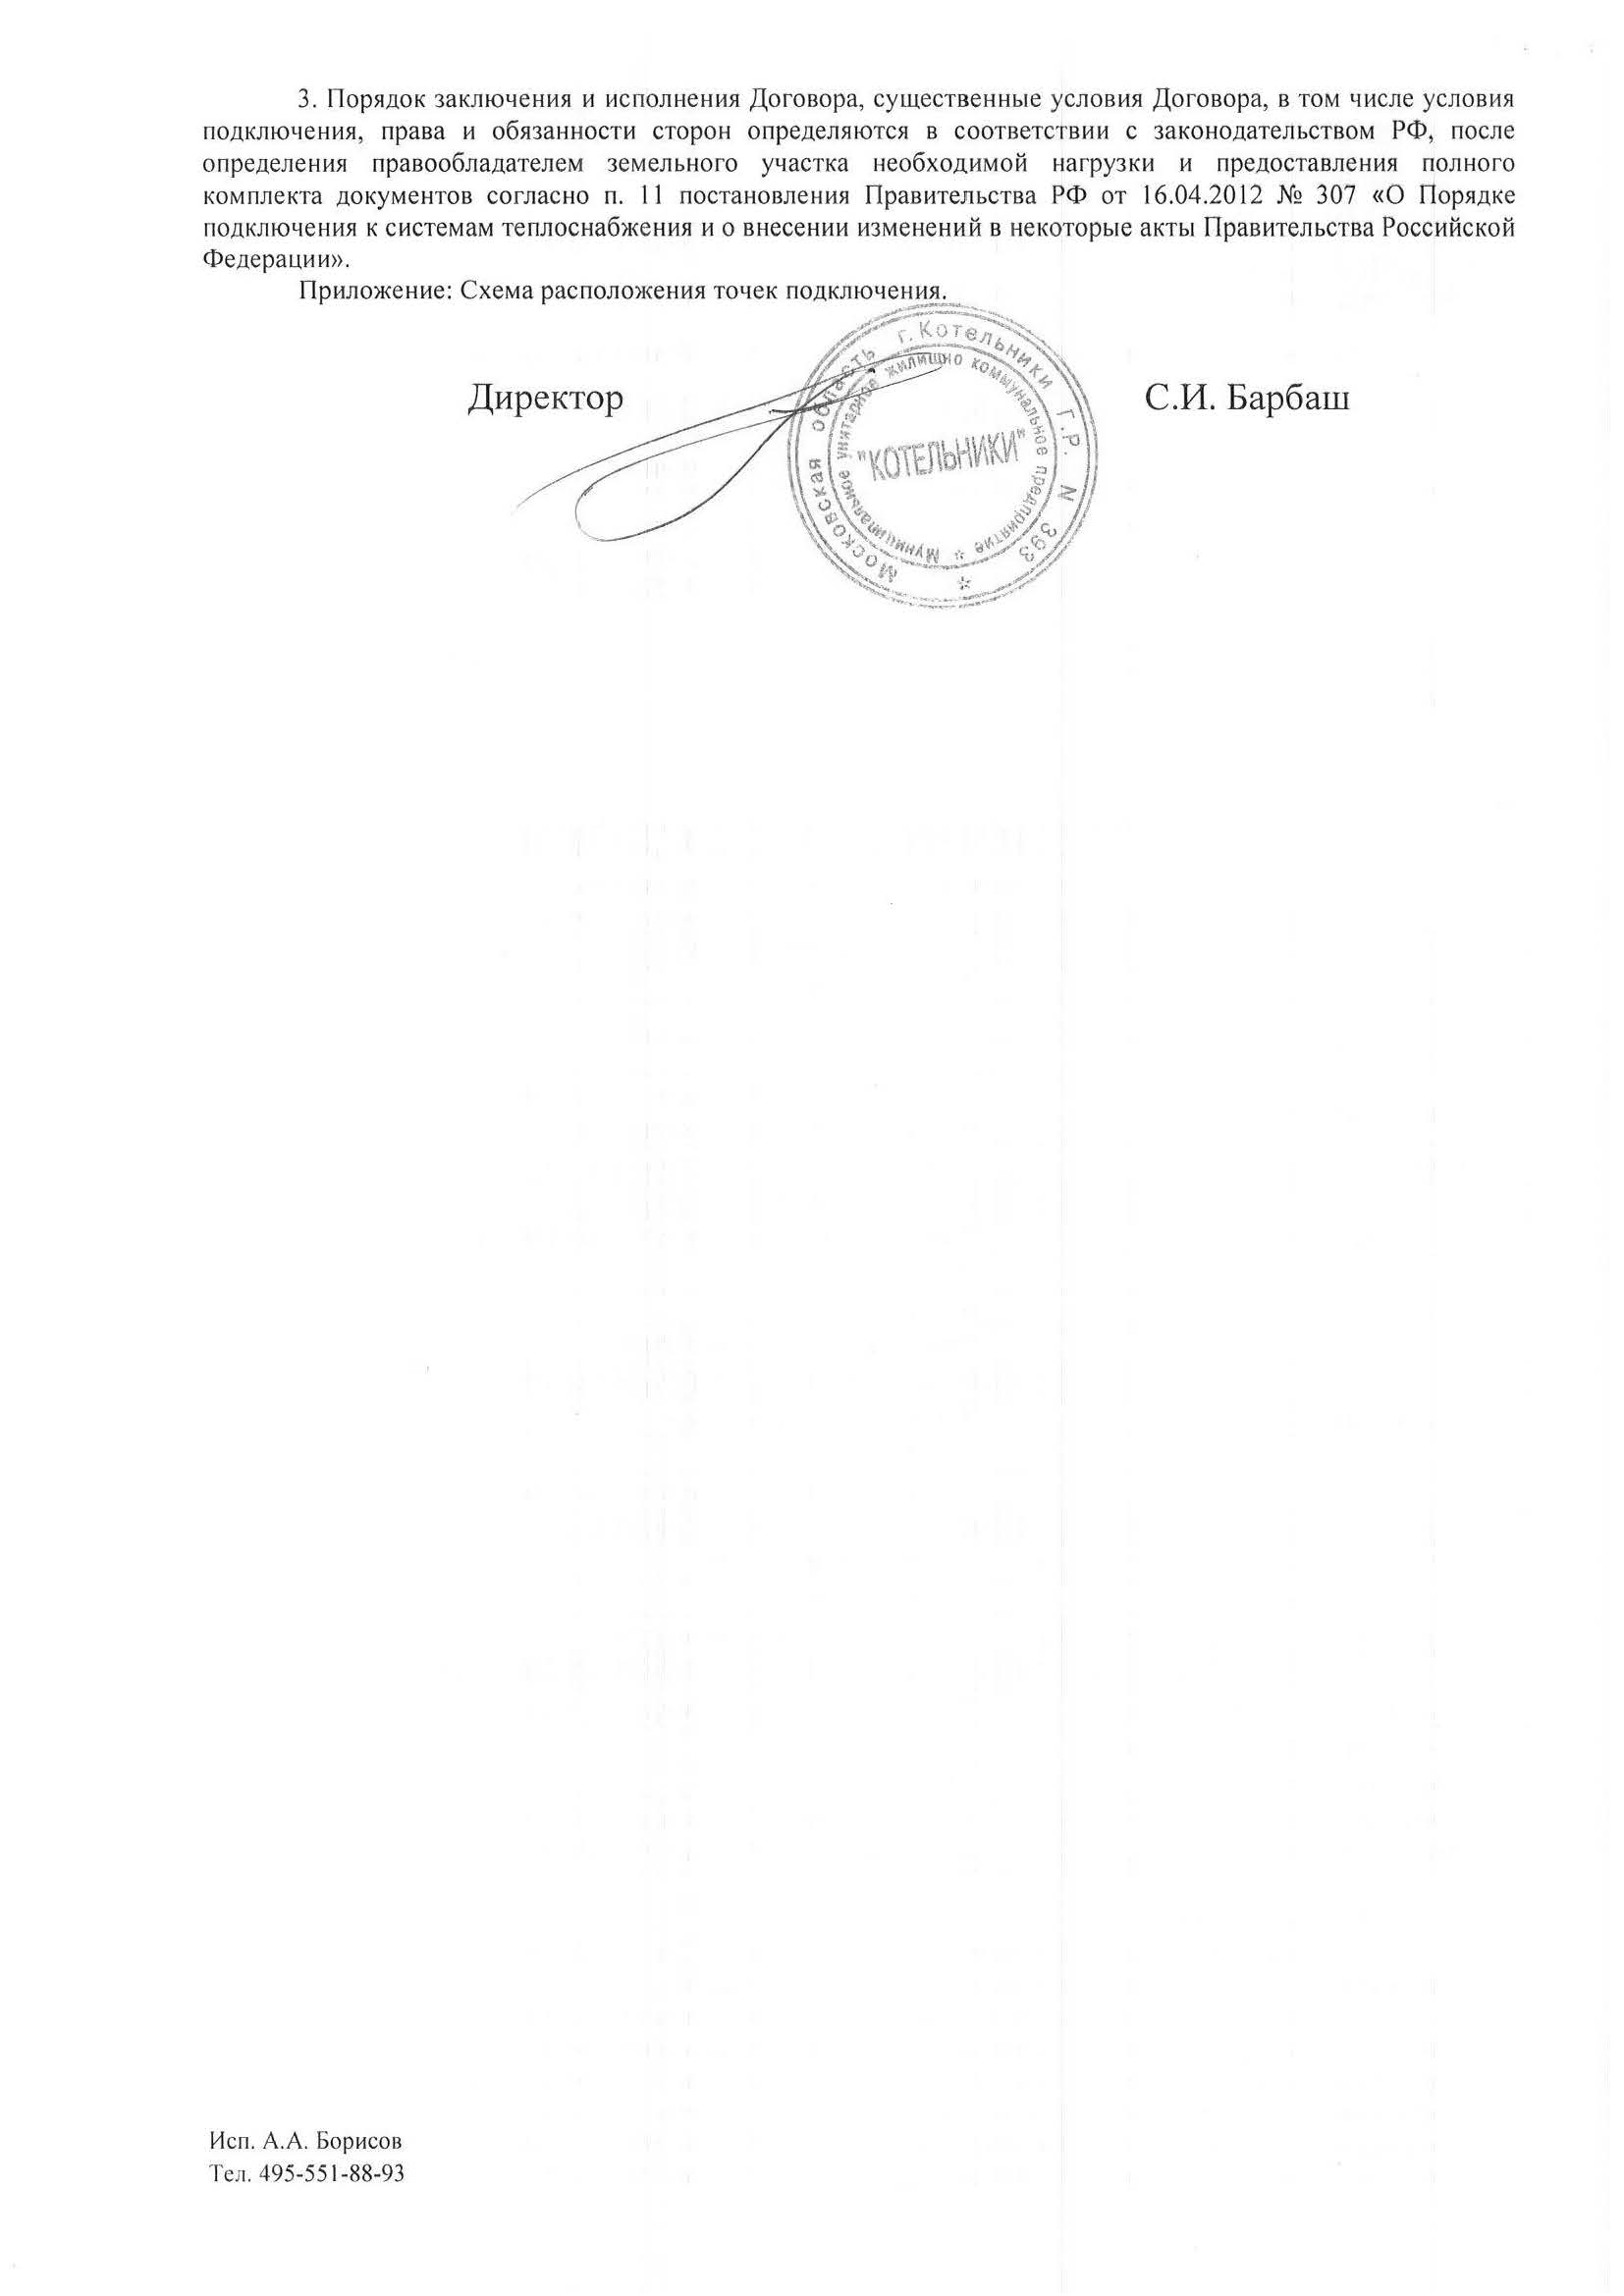 3. Порядок заключения и исполнения Договора, существенные условия Договора, в том числе условия
подключения, права и обязанности сторон определяются в соответствии с законодательством РФ, после
определения правообладателем земельного участка необходимой нагрузки и предоставления полного
комплекта документов согласно п. 11 постановления Правительства РФ от 16.04.2012 № 307 «О Порядке
подключения к системам теплоснабжения и о внесении изменений в некоторые акты Правительства Российской
Федерации».
Приложение: Схема расположения точек подключения.
Директор
С.И. Барбаш
Московская область г. Котельники Г.Р. N 393
Муниципальное унитарное жилищно коммунальное предприятие
"КОТЕЛЬНИКИ"
Исп. А.А. Борисов
Тел. 495-551-88-93